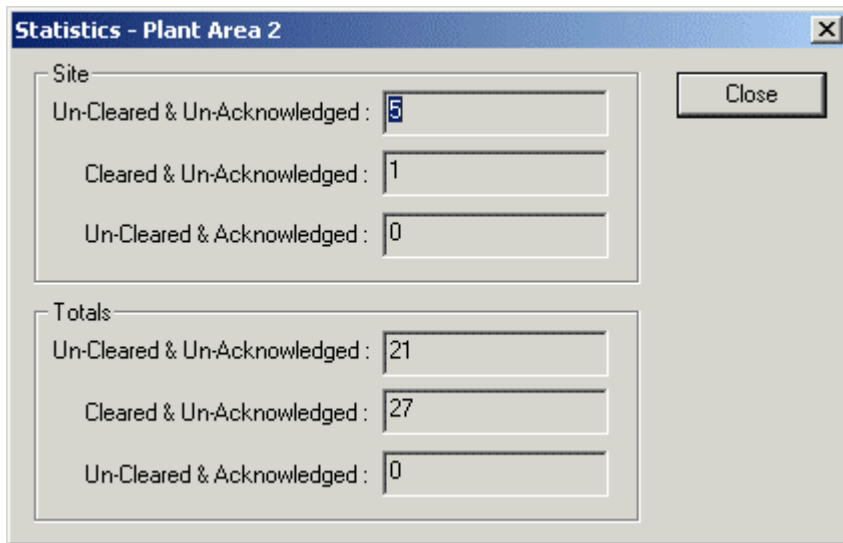 Statistics - Plant Area 2
Site
Close
Un-Cleared & Un-Acknowledged : 5
Cleared & Un-Acknowledged : 1
Un-Cleared & Acknowledged : 0
Totals
Un-Cleared & Un-Acknowledged : 21
Cleared & Un-Acknowledged : 27
Un-Cleared & Acknowledged : 0